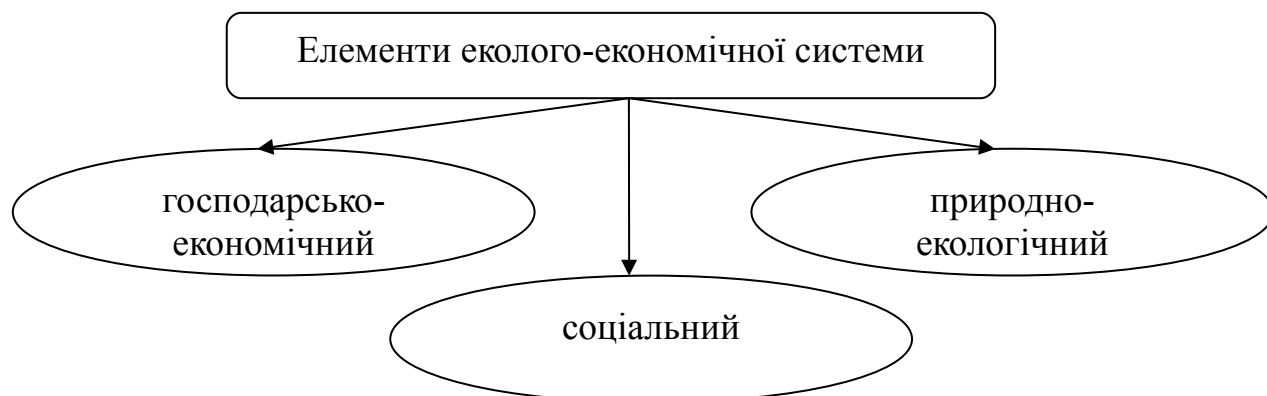 Елементи еколого-економічної системи
господарсько-
економічний
природно-
екологічний
соціальний